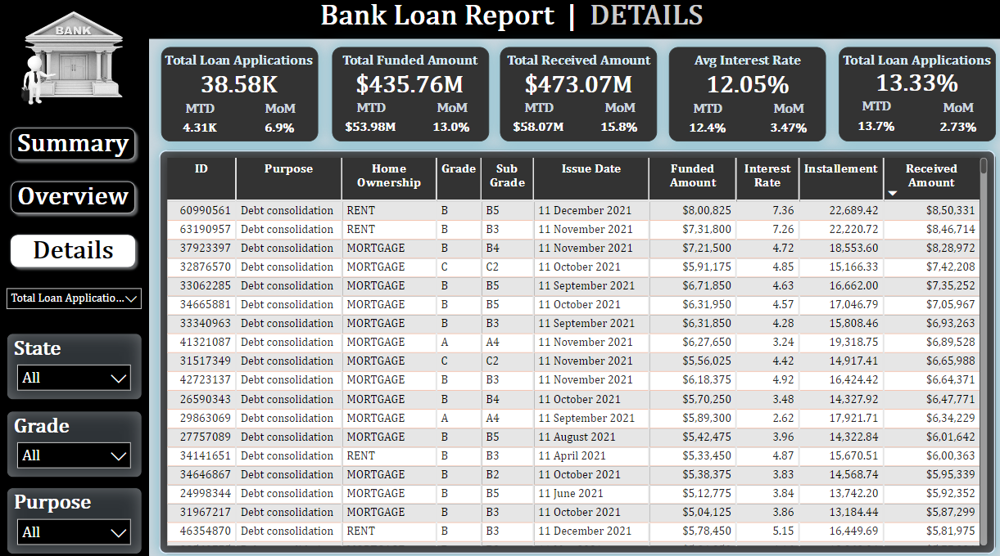 Bank Loan Report | DETAILS
BANK
Summary
Overview
Details
Total Loan Applicatio...
State
All
Grade
All
Purpose
All
Total Loan Applications
38.58K
MTD MoM
4.31K 6.9%
Total Funded Amount
$435.76M
MTD MoM
$53.98M 13.0%
Total Received Amount
$473.07M
MTD MoM
$58.07M 15.8%
Avg Interest Rate
12.05%
MTD MoM
12.4% 3.47%
Total Loan Applications
13.33%
MTD MoM
13.7% 2.73%
ID Purpose Home Ownership Grade Sub Grade Issue Date Funded Amount Interest Rate Installement Received Amount
60990561 Debt consolidation RENT B B5 11 December 2021 $8,00,825 7.36 22,689.42 $8,50,331
63190957 Debt consolidation RENT B B3 11 November 2021 $7,31,800 7.26 22,220.72 $8,46,714
37923397 Debt consolidation MORTGAGE B B4 11 November 2021 $7,21,500 4.72 18,553.60 $8,28,972
32876570 Debt consolidation MORTGAGE C C2 11 October 2021 $5,91,175 4.85 15,166.33 $7,42,208
33062285 Debt consolidation MORTGAGE B B5 11 September 2021 $6,71,850 4.63 16,662.00 $7,35,252
34665881 Debt consolidation MORTGAGE B B5 11 October 2021 $6,31,950 4.57 17,046.79 $7,05,967
33340963 Debt consolidation MORTGAGE B B3 11 September 2021 $6,31,850 4.28 15,808.46 $6,93,263
41321087 Debt consolidation MORTGAGE A A4 11 November 2021 $6,27,650 3.24 19,318.75 $6,89,528
31517349 Debt consolidation MORTGAGE C C2 11 November 2021 $5,56,025 4.42 14,917.41 $6,65,988
42723137 Debt consolidation MORTGAGE B B3 11 November 2021 $6,18,375 4.92 16,424.42 $6,64,371
26590343 Debt consolidation MORTGAGE B B4 11 October 2021 $5,70,250 3.48 14,327.92 $6,47,771
29863069 Debt consolidation MORTGAGE A A4 11 September 2021 $5,89,300 2.62 17,921.71 $6,34,229
27757089 Debt consolidation MORTGAGE B B5 11 August 2021 $5,42,475 3.96 14,322.84 $6,01,642
34141651 Debt consolidation RENT B B3 11 April 2021 $5,33,450 4.87 15,670.51 $6,00,363
34646867 Debt consolidation MORTGAGE B B2 11 October 2021 $5,38,375 3.83 14,568.74 $5,95,339
24998344 Debt consolidation MORTGAGE B B5 11 June 2021 $5,12,775 3.84 13,742.20 $5,92,352
31967217 Debt consolidation MORTGAGE B B3 11 October 2021 $5,04,125 3.86 13,184.44 $5,87,299
46354870 Debt consolidation RENT B B3 11 December 2021 $5,78,450 5.15 16,449.69 $5,81,975